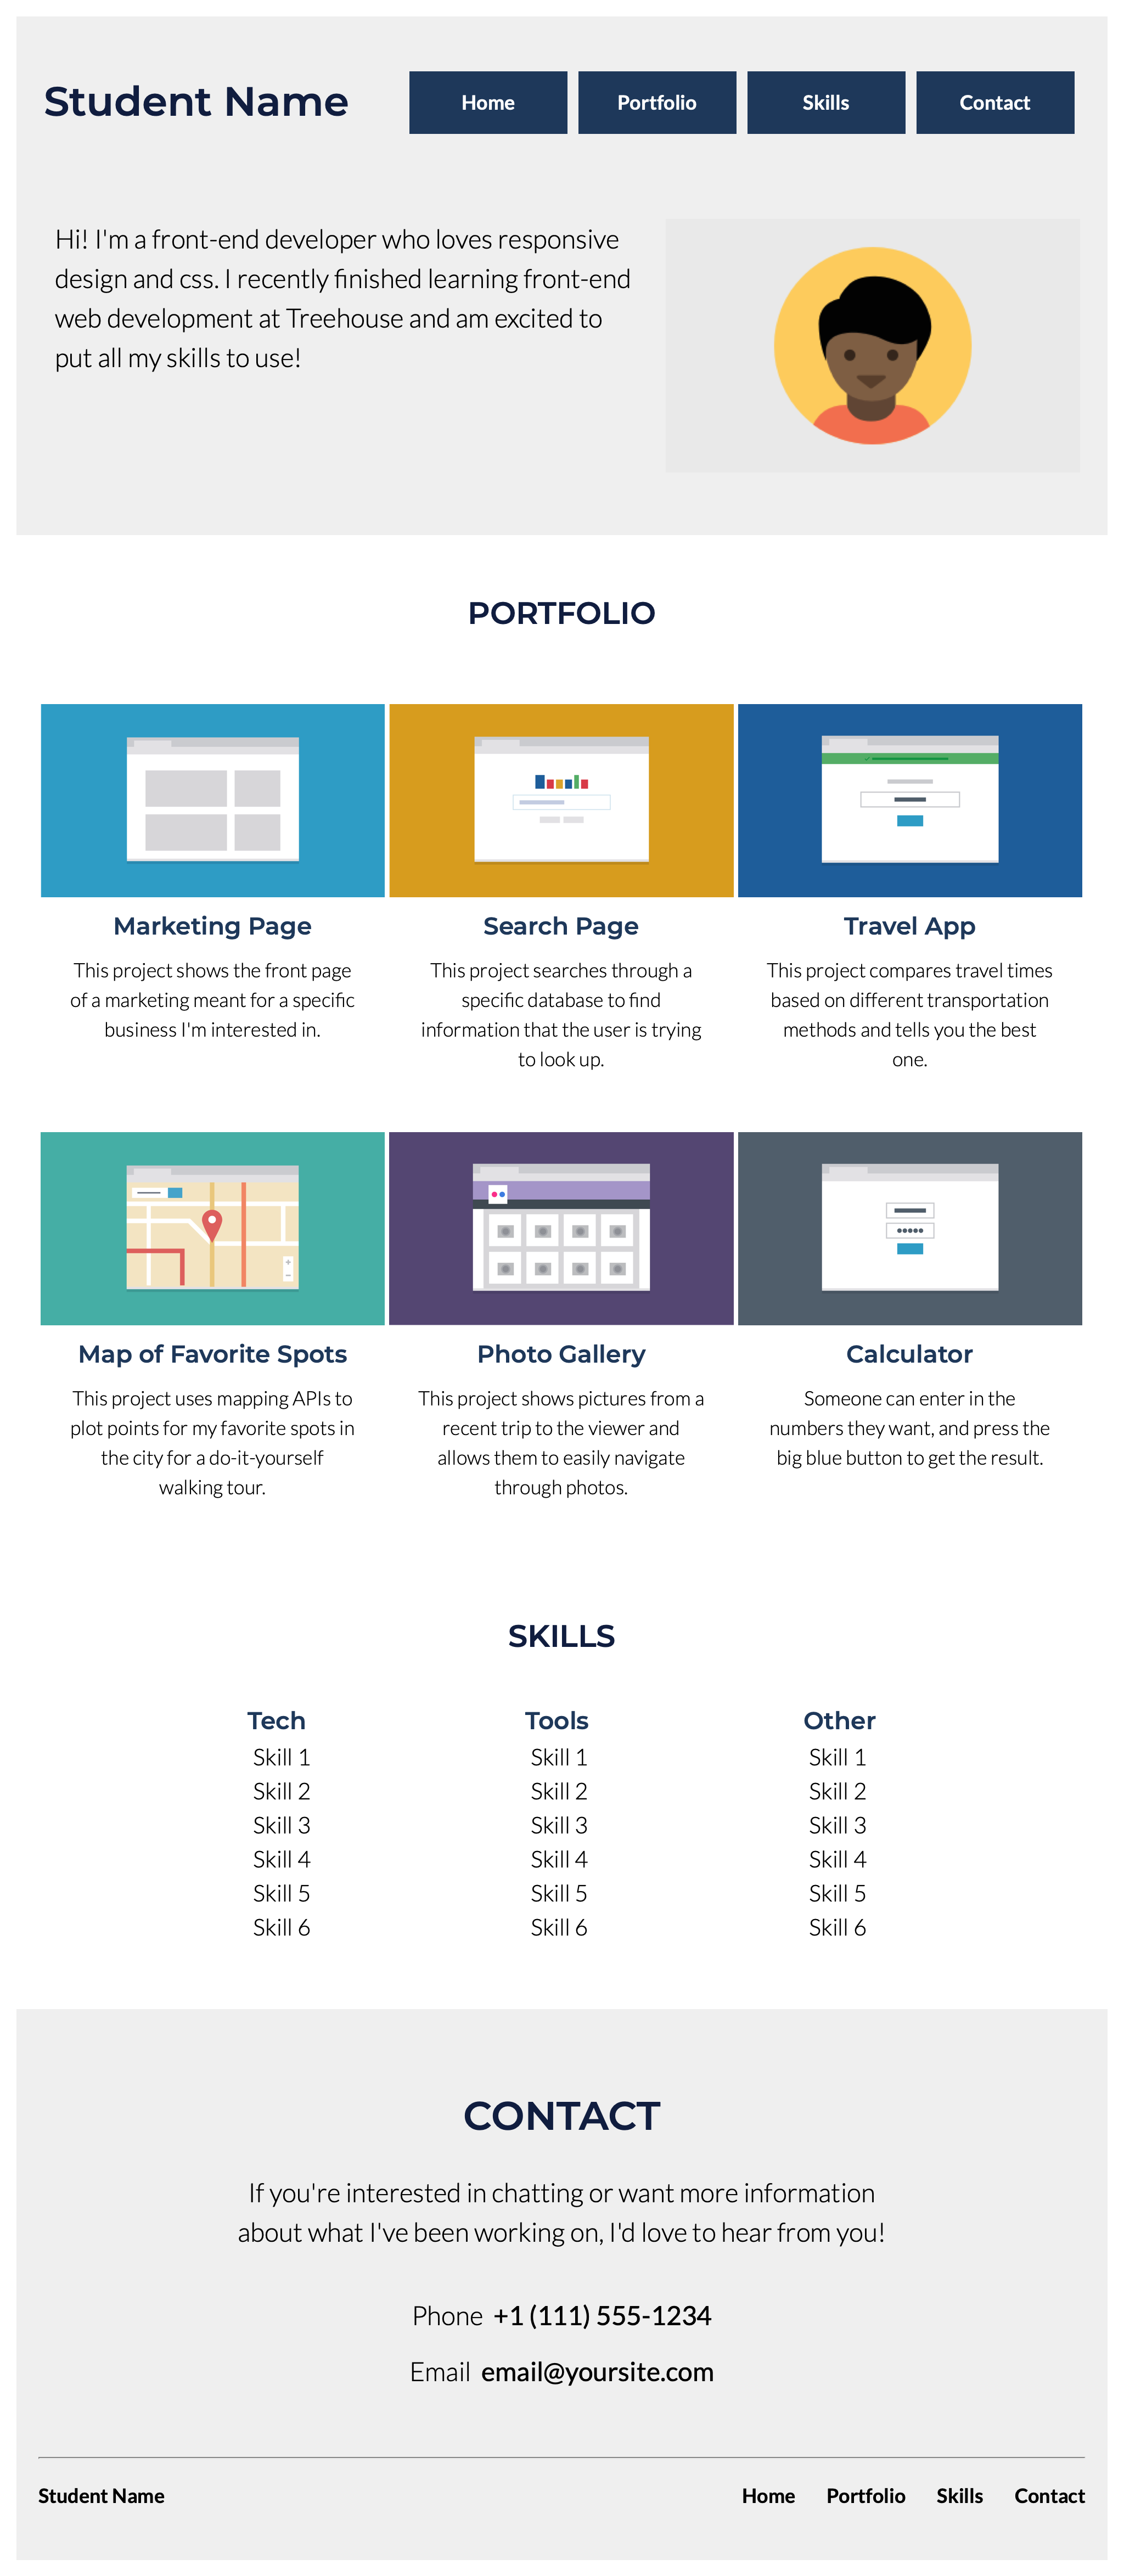 Student Name
Home
Portfolio
Skills
Contact
Hi! I'm a front-end developer who loves responsive
design and css. I recently finished learning front-end
web development at Treehouse and am excited to
put all my skills to use!
PORTFOLIO
Marketing Page
This project shows the front page
of a marketing meant for a specific
business I'm interested in.
Search Page
This project searches through a
specific database to find
information that the user is trying
to look up.
Travel App
This project compares travel times
based on different transportation
methods and tells you the best
one.
Map of Favorite Spots
This project uses mapping APIs to
plot points for my favorite spots in
the city for a do-it-yourself
walking tour.
Photo Gallery
This project shows pictures from a
recent trip to the viewer and
allows them to easily navigate
through photos.
Calculator
Someone can enter in the
numbers they want, and press the
big blue button to get the result.
SKILLS
Tech
Skill 1
Skill 2
Skill 3
Skill 4
Skill 5
Skill 6
Tools
Skill 1
Skill 2
Skill 3
Skill 4
Skill 5
Skill 6
Other
Skill 1
Skill 2
Skill 3
Skill 4
Skill 5
Skill 6
CONTACT
If you're interested in chatting or want more information
about what I've been working on, I'd love to hear from you!
Phone +1 (111) 555-1234
Email email@yoursite.com
Student Name
Home
Portfolio
Skills
Contact